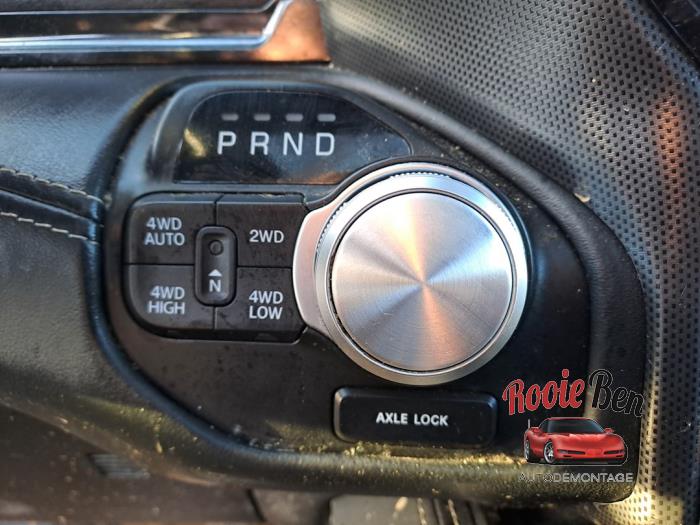 PRND
4WD AUTO
2WD
N
4WD HIGH
4WD LOW
AXLE LOCK
Rooie Ben
AUTODEMONTAGE